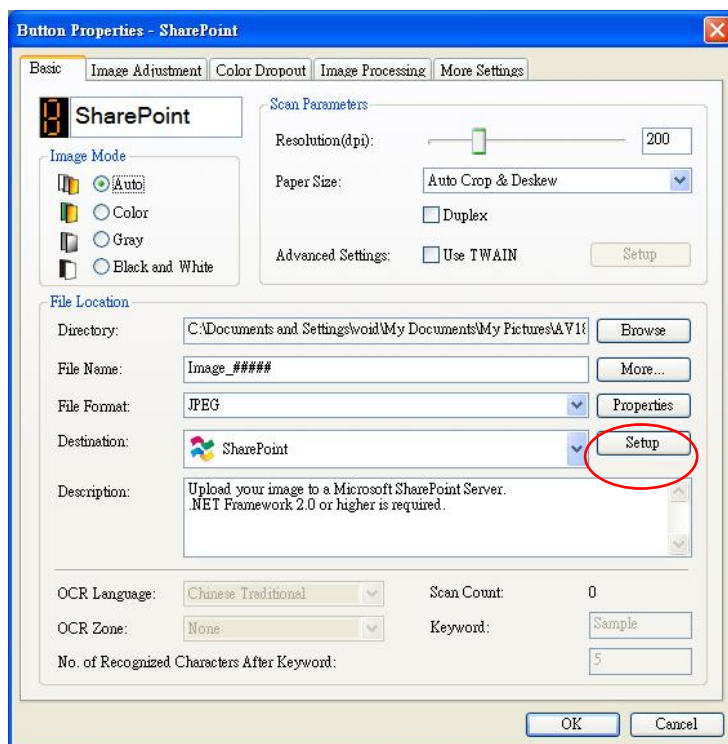 Button Properties - SharePoint
Basic Image Adjustment Color Dropout Image Processing More Settings
SharePoint
Scan Parameters
Resolution(dpi): 200
Image Mode
Auto
Color
Gray
Black and White
Paper Size: Auto Crop & Deskew
Duplex
Advanced Settings: Use TWAIN Setup
File Location
Directory: C:\Documents and Settings\void\My Documents\My Pictures\AV18 Browse
File Name: Image_##### More...
File Format: JPEG Properties
Destination: SharePoint Setup
Description: Upload your image to a Microsoft SharePoint Server.
.NET Framework 2.0 or higher is required.
OCR Language: Chinese Traditional Scan Count: 0
OCR Zone: None Keyword: Sample
No. of Recognized Characters After Keyword: 5
OK Cancel